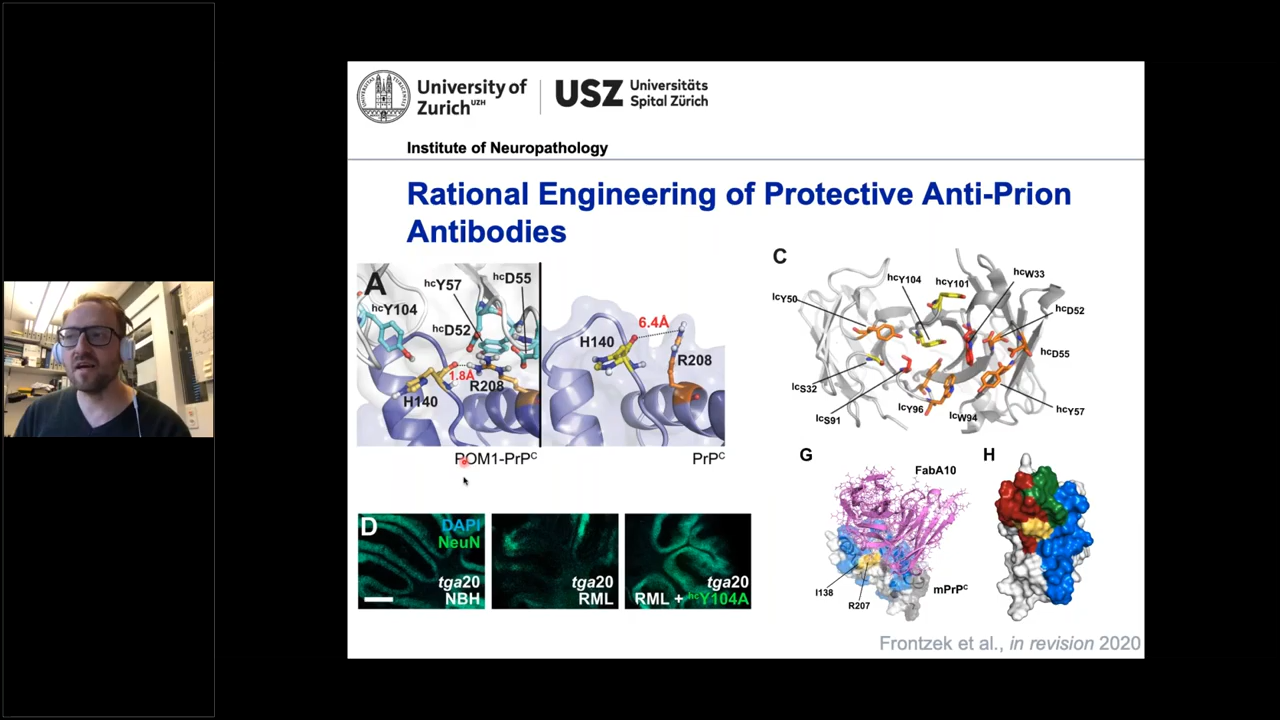 University of
Zurich UZH
USZ Universitäts
Spital Zürich
Institute of Neuropathology
Rational Engineering of Protective Anti-Prion
Antibodies
A
hcY57
hcD55
hcY104
hcD52
1.8Å
R208
H140
POM1-PrPC
6.4Å
H140
R208
PrPC
C
hcY104
hcY101
hcW33
lcY50
hcD52
hcD55
lcS32
lcS91
lcY96
lcW94
hcY57
D
DAPI
NeuN
tga20
NBH
tga20
RML
tga20
RML + hcY104A
G
FabA10
I138
R207
mPrPC
H
Frontzek et al., in revision 2020